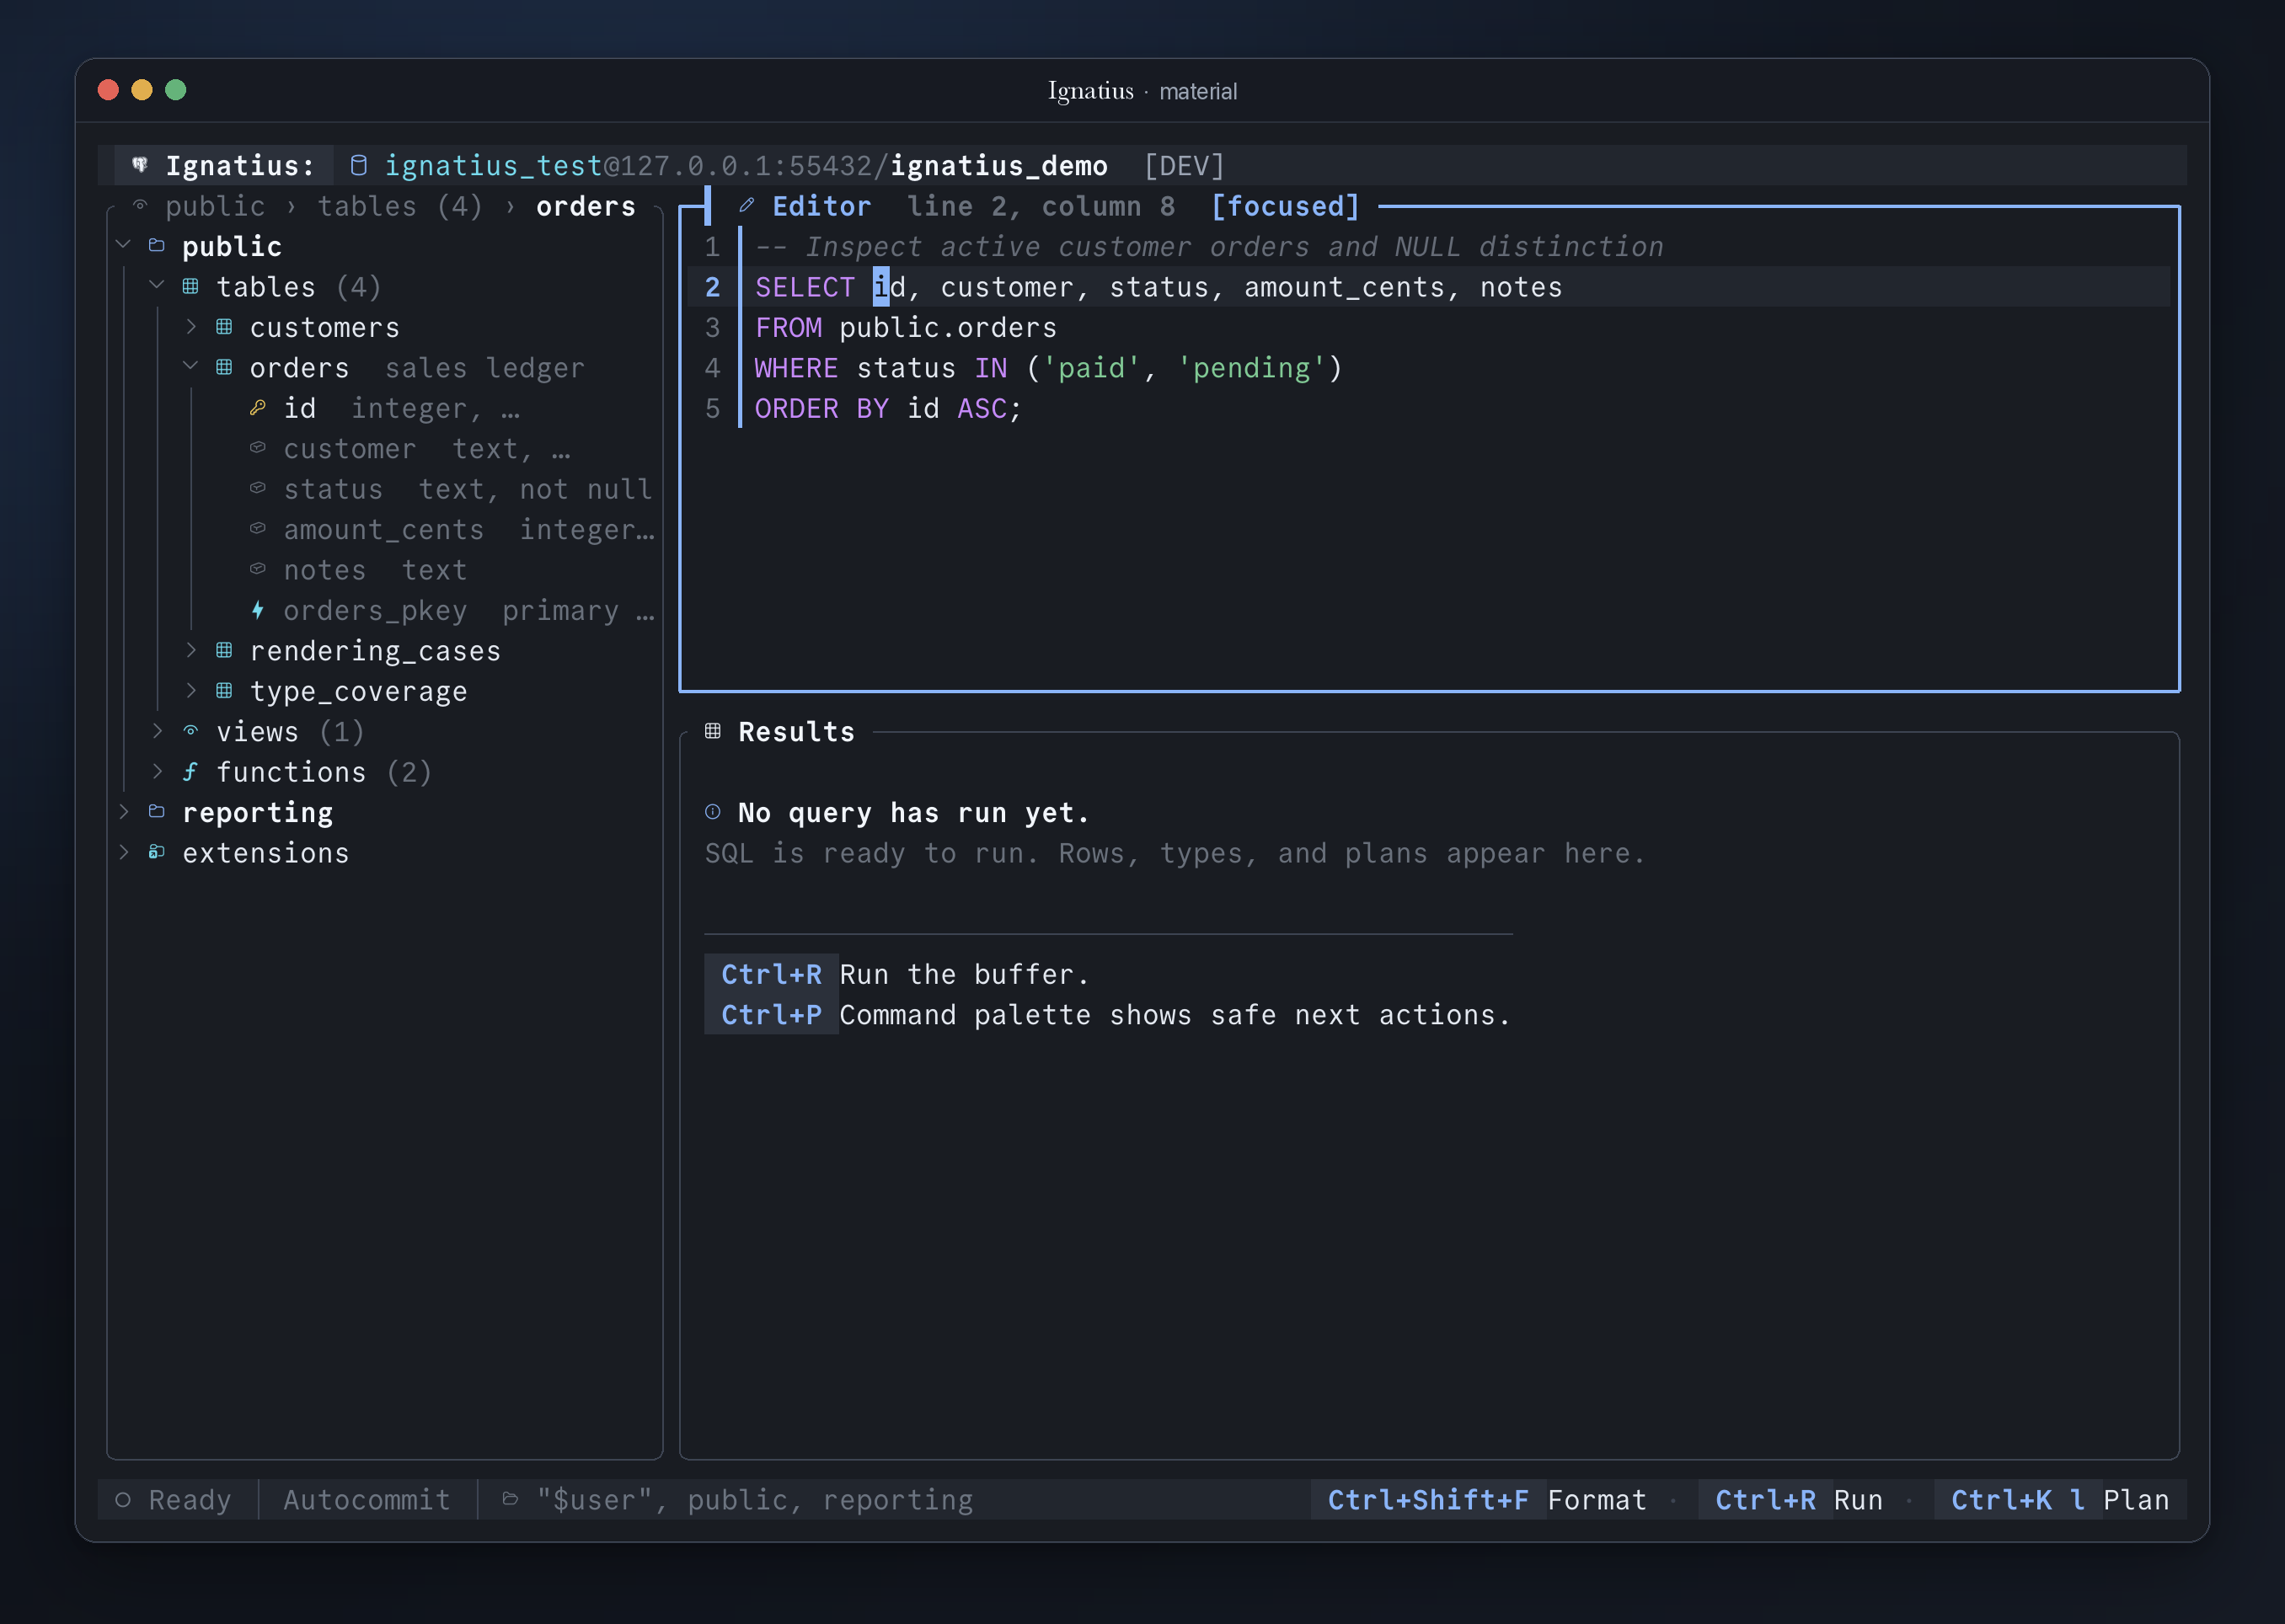 Ignatius · material
Ignatius: ignatius_test@127.0.0.1:55432/ignatius_demo [DEV]
public › tables (4) › orders
public
tables (4)
customers
orders sales ledger
id integer, …
customer text, …
status text, not null
amount_cents integer…
notes text
orders_pkey primary …
rendering_cases
type_coverage
views (1)
functions (2)
reporting
extensions
Editor line 2, column 8 [focused]
1 -- Inspect active customer orders and NULL distinction
2 SELECT id, customer, status, amount_cents, notes
3 FROM public.orders
4 WHERE status IN ('paid', 'pending')
5 ORDER BY id ASC;
Results
No query has run yet.
SQL is ready to run. Rows, types, and plans appear here.
Ctrl+R Run the buffer.
Ctrl+P Command palette shows safe next actions.
Ready Autocommit "$user", public, reporting Ctrl+Shift+F Format · Ctrl+R Run · Ctrl+K l Plan